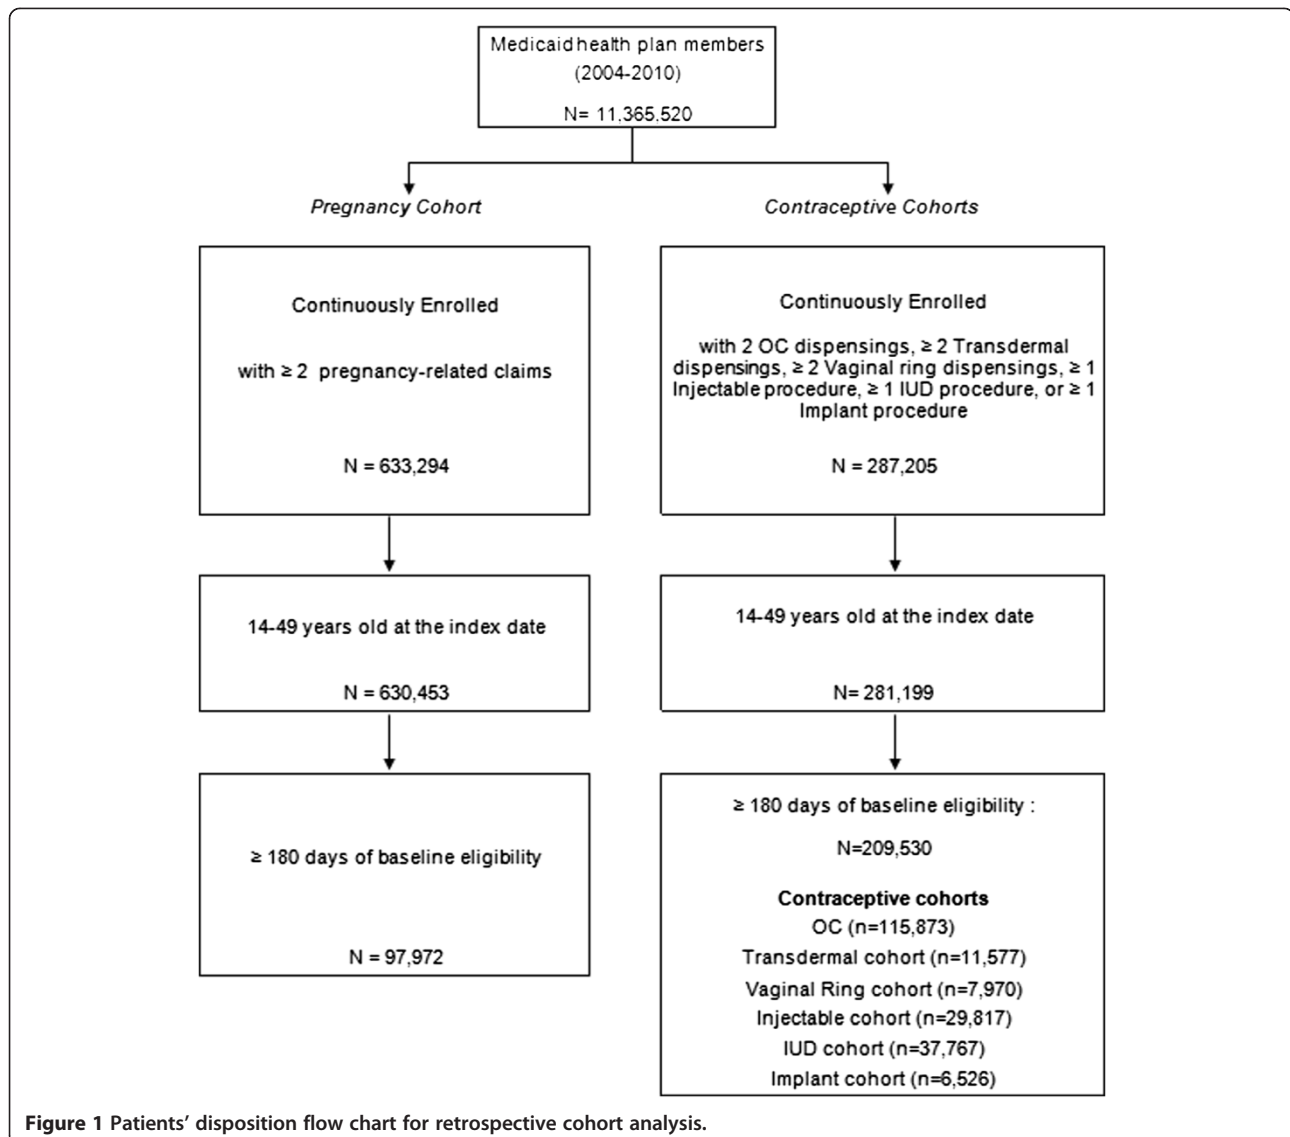 Medicaid health plan members
(2004-2010)
N= 11,365,520
Pregnancy Cohort
Contraceptive Cohorts
Continuously Enrolled
with ≥ 2 pregnancy-related claims
N = 633,294
Continuously Enrolled
with 2 OC dispensings, ≥ 2 Transdermal
dispensings, ≥ 2 Vaginal ring dispensings, ≥ 1
Injectable procedure, ≥ 1 IUD procedure, or ≥ 1
Implant procedure
N = 287,205
14-49 years old at the index date
N = 630,453
14-49 years old at the index date
N= 281,199
≥ 180 days of baseline eligibility
N = 97,972
≥ 180 days of baseline eligibility :
N=209,530
Contraceptive cohorts
OC (n=115,873)
Transdermal cohort (n=11,577)
Vaginal Ring cohort (n=7,970)
Injectable cohort (n=29,817)
IUD cohort (n=37,767)
Implant cohort (n=6,526)
Figure 1 Patients’ disposition flow chart for retrospective cohort analysis.